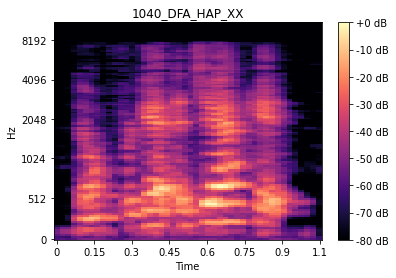 1040_DFA_HAP_XX
Hz
8192
4096
2048
1024
512
0
0
0.15
0.3
0.45
0.6
0.75
0.9
1.1
Time
+0 dB
-10 dB
-20 dB
-30 dB
-40 dB
-50 dB
-60 dB
-70 dB
-80 dB